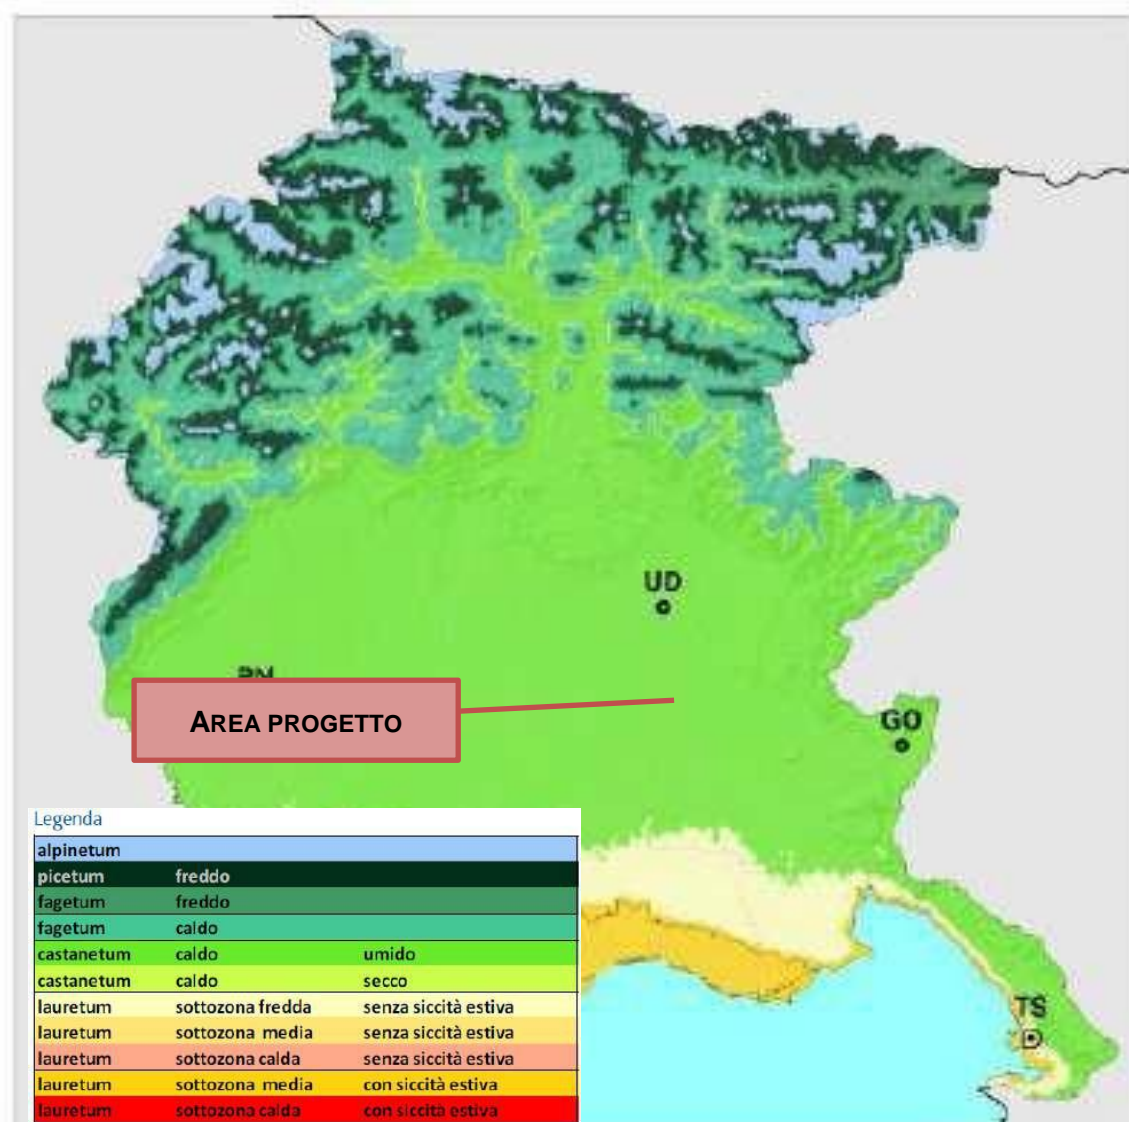 UD
PN
AREA PROGETTO
GO
Legenda
alpinetum
picetum freddo
fagetum freddo
fagetum caldo
castanetum caldo umido
castanetum caldo secco
lauretum sottozona fredda senza siccità estiva
lauretum sottozona media senza siccità estiva
lauretum sottozona calda senza siccità estiva
lauretum sottozona media con siccità estiva
lauretum sottozona calda con siccità estiva
TS